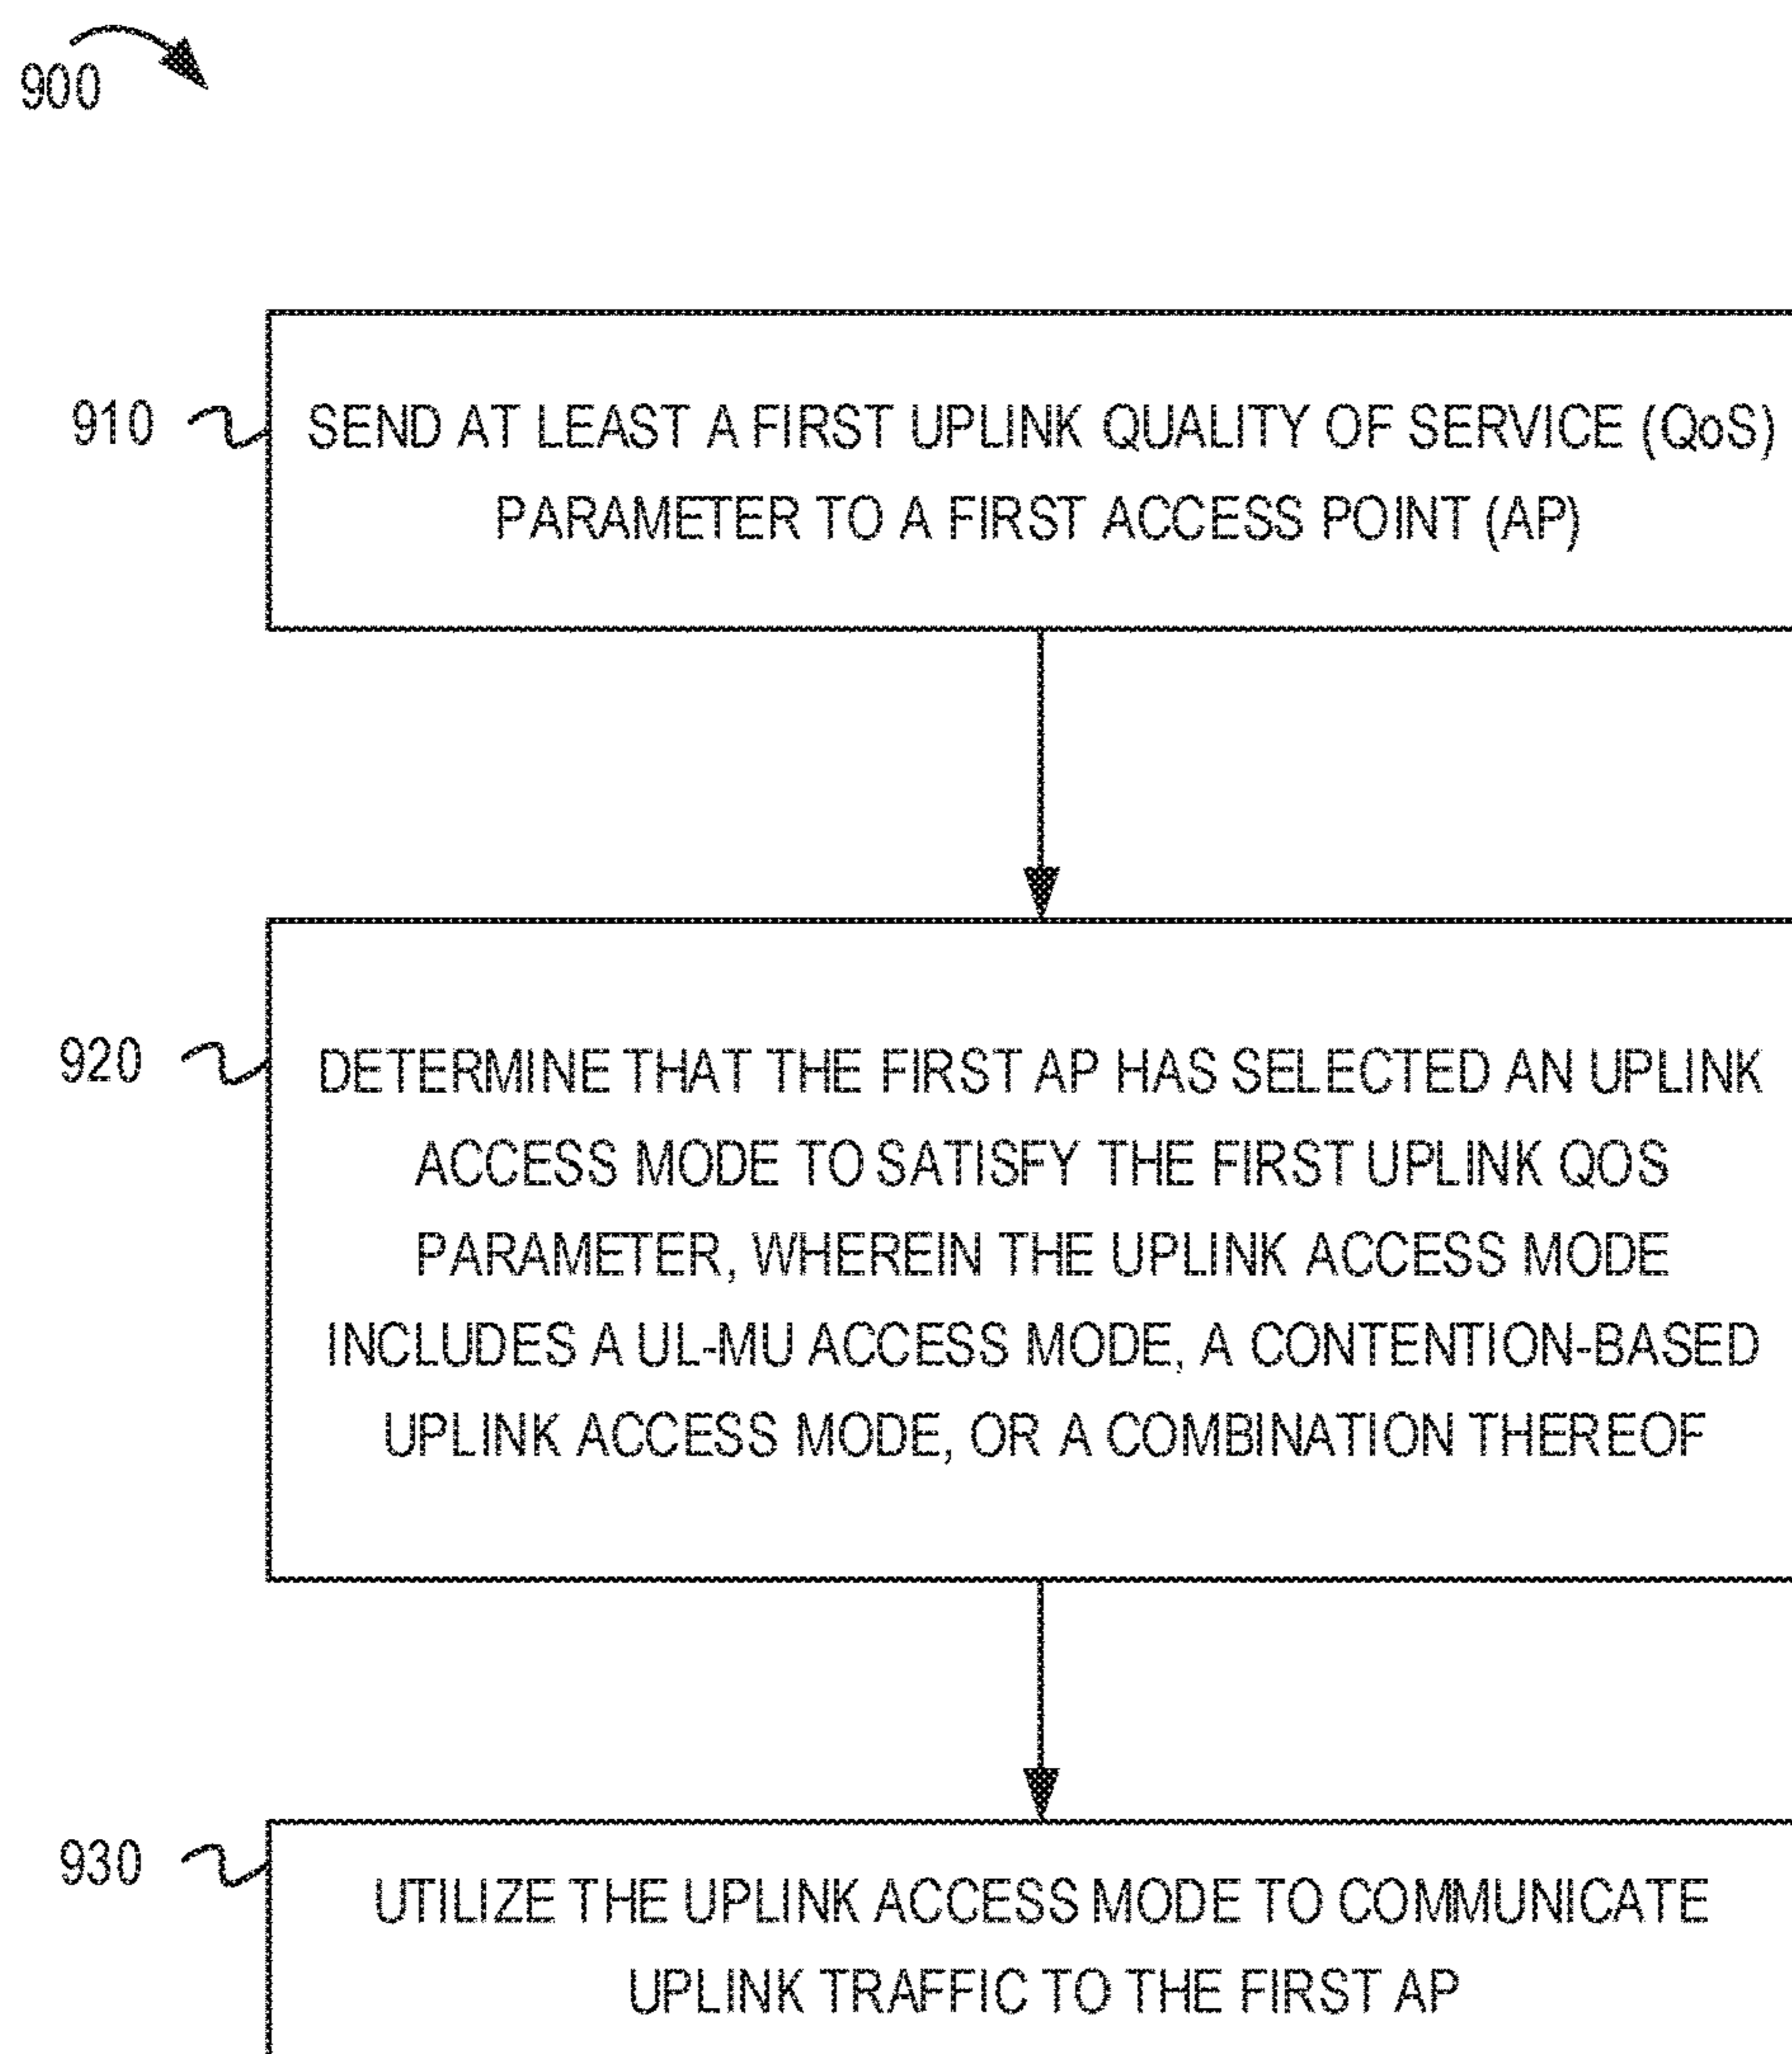 900
910
SEND AT LEAST A FIRST UPLINK QUALITY OF SERVICE (QoS)
PARAMETER TO A FIRST ACCESS POINT (AP)
920
DETERMINE THAT THE FIRST AP HAS SELECTED AN UPLINK
ACCESS MODE TO SATISFY THE FIRST UPLINK QOS
PARAMETER, WHEREIN THE UPLINK ACCESS MODE
INCLUDES A UL-MU ACCESS MODE, A CONTENTION-BASED
UPLINK ACCESS MODE, OR A COMBINATION THEREOF
930
UTILIZE THE UPLINK ACCESS MODE TO COMMUNICATE
UPLINK TRAFFIC TO THE FIRST AP